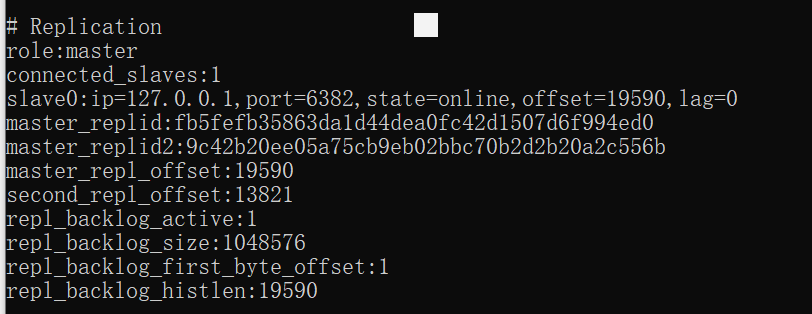 # Replication
role:master
connected_slaves:1
slave0:ip=127.0.0.1,port=6382,state=online,offset=19590,lag=0
master_replid:fb5fefb35863da1d44dea0fc42d1507d6f994ed0
master_replid2:9c42b20ee05a75cb9eb02bbc70b2d2b20a2c556b
master_repl_offset:19590
second_repl_offset:13821
repl_backlog_active:1
repl_backlog_size:1048576
repl_backlog_first_byte_offset:1
repl_backlog_histlen:19590